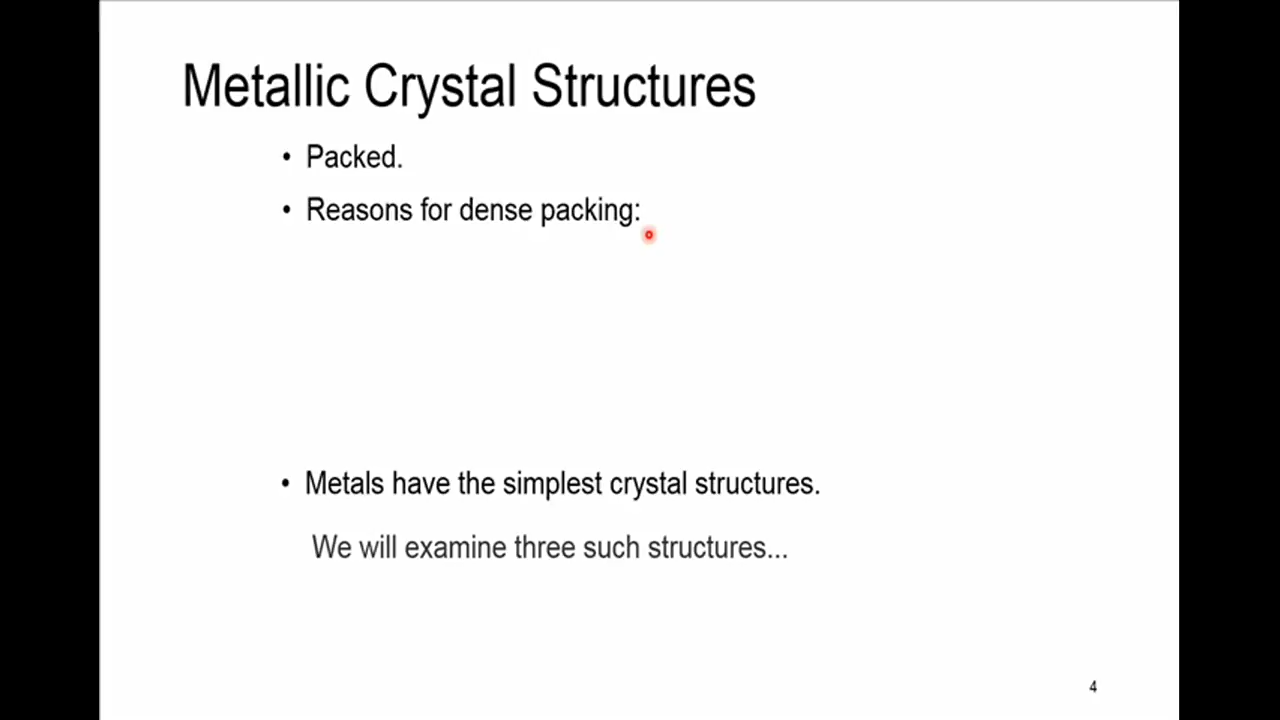 Metallic Crystal Structures
• Packed.
• Reasons for dense packing:
• Metals have the simplest crystal structures.
We will examine three such structures...
4